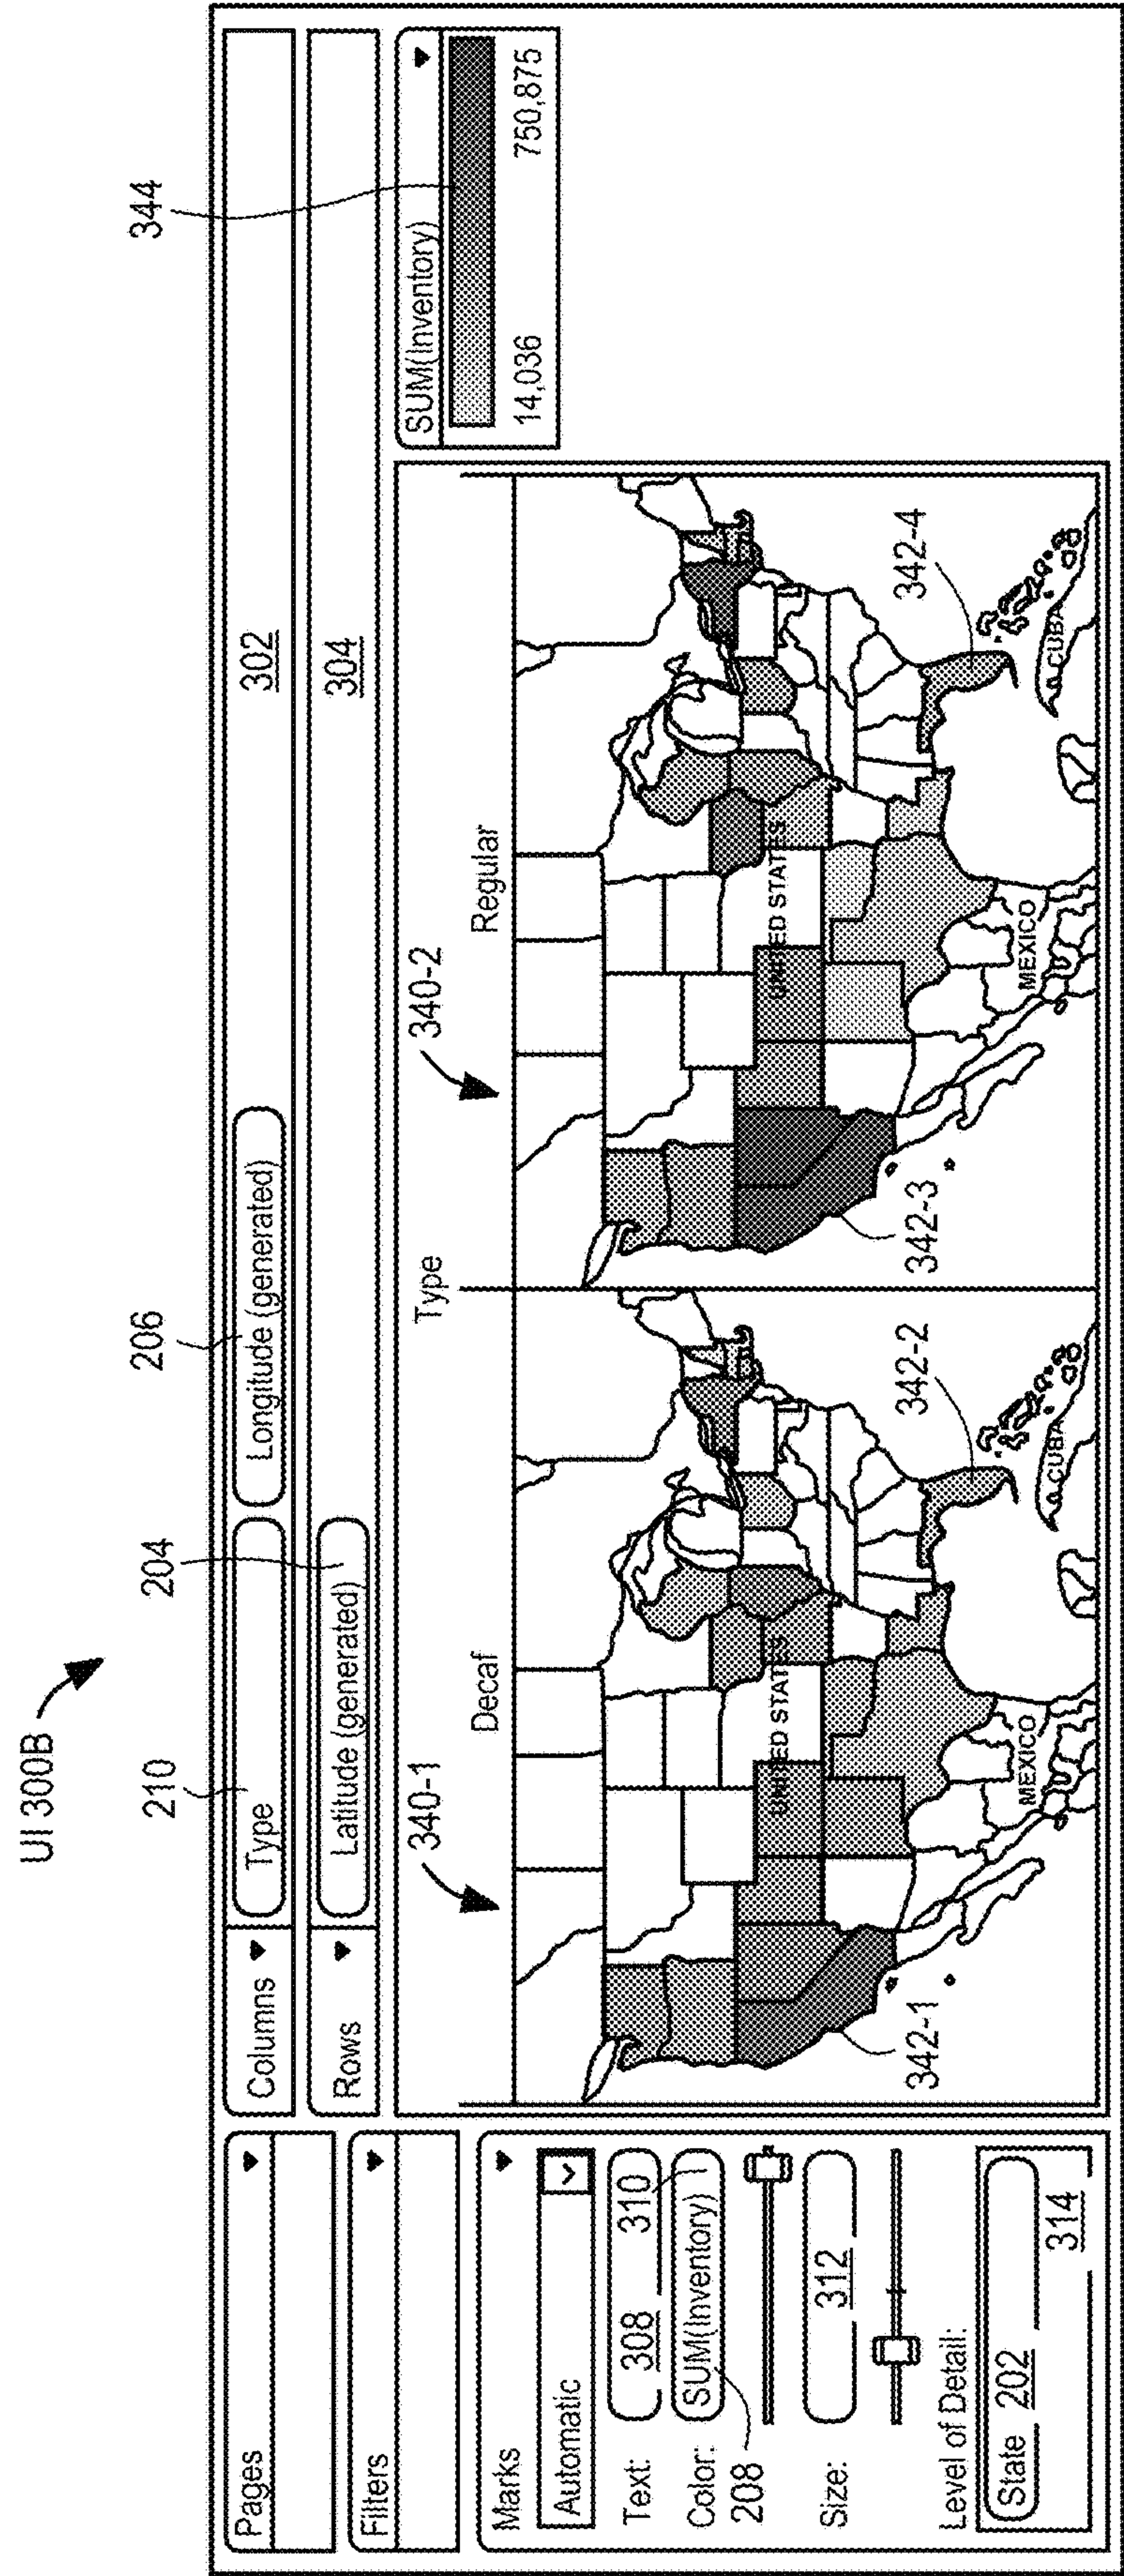 UI 300B
210
204
206
344
Pages
Columns
Type
Longitude (generated)
302
Filters
Rows
Latitude (generated)
304
Marks
Automatic
Text:
308
310
Color:
SUM(Inventory)
208
Size:
312
Level of Detail:
State 202
314
Type
340-1
Decaf
340-2
Regular
UNITED STATES
MEXICO
CUBA
342-1
342-2
UNITED STATES
MEXICO
CUBA
342-3
342-4
SUM(Inventory)
14,036
750,875